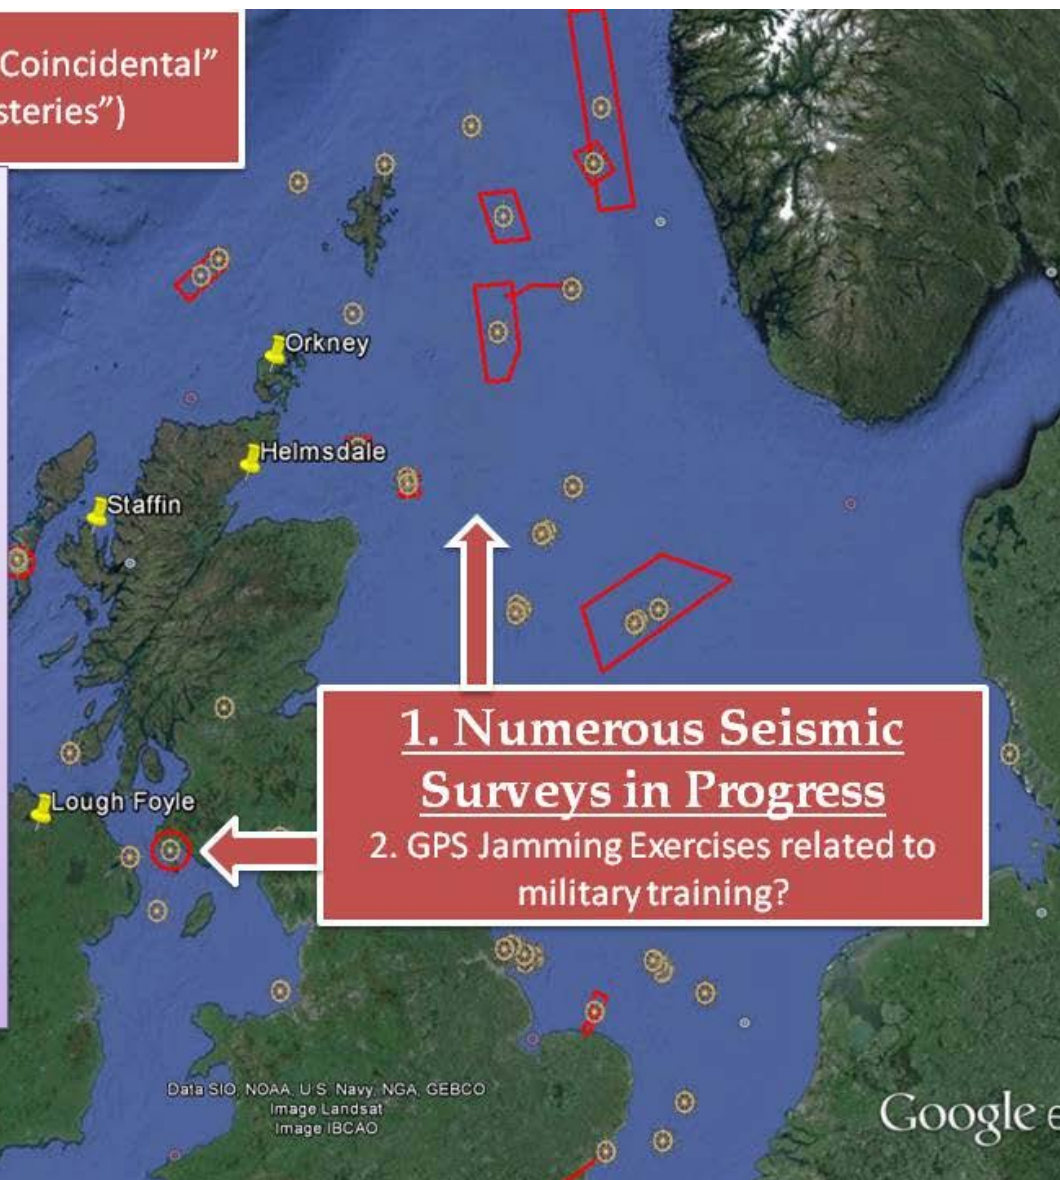 Coincidental”
steries”)
Orkney
Helmsdale
Staffin
Lough Foyle
1. Numerous Seismic
Surveys in Progress
2. GPS Jamming Exercises related to
military training?
Data SIO, NOAA, U.S. Navy, NGA, GEBCO
Image Landsat
Image IBCAO
Google e